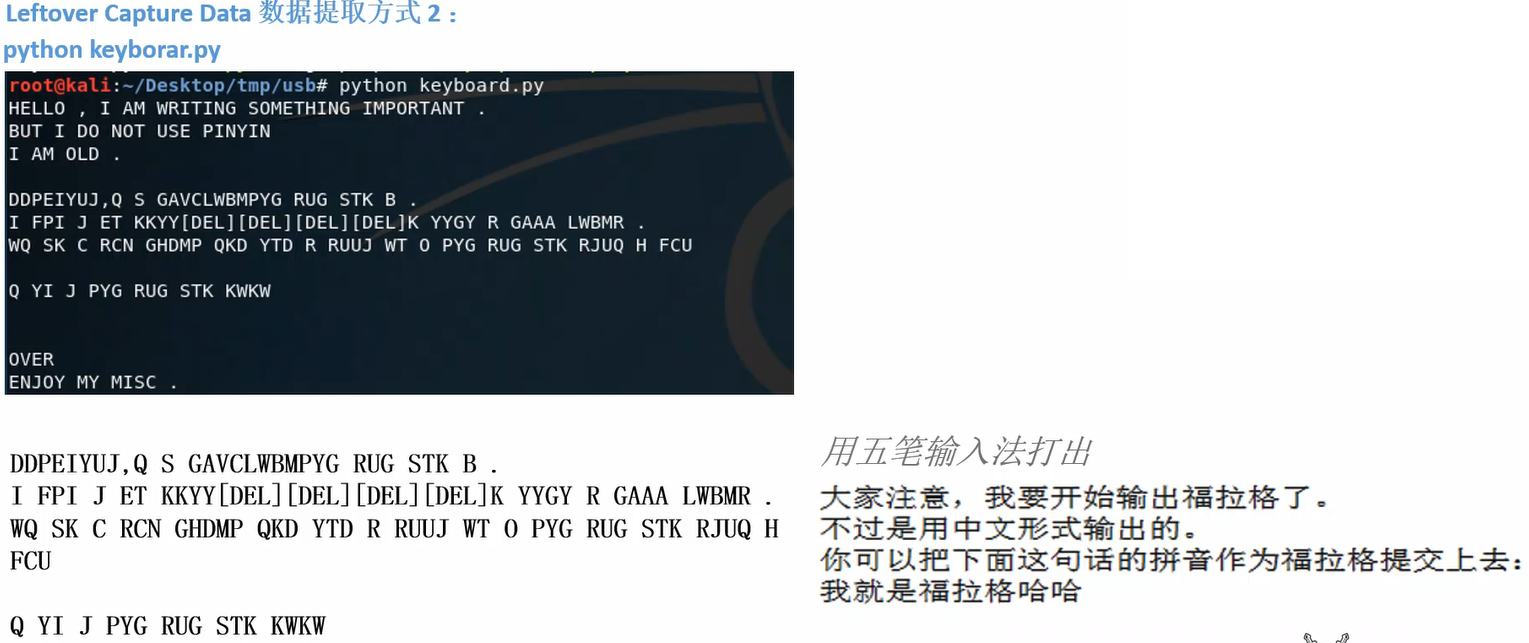 Leftover Capture Data 数据提取方式 2 :
python keyborar.py
root@kali:~/Desktop/tmp/usb# python keyboard.py
HELLO , I AM WRITING SOMETHING IMPORTANT .
BUT I DO NOT USE PINYIN
I AM OLD .
DDPEIYUJ,Q S GAVCLWBMPYG RUG STK B .
I FPI J ET KKYY[DEL][DEL][DEL][DEL]K YYGY R GAAA LWBMR .
WQ SK C RCN GHDMP QKD YTD R RUUJ WT O PYG RUG STK RJUQ H FCU
Q YI J PYG RUG STK KWKW
OVER
ENJOY MY MISC .
DDPEIYUJ,Q S GAVCLWBMPYG RUG STK B .
I FPI J ET KKYY[DEL][DEL][DEL][DEL]K YYGY R GAAA LWBMR .
WQ SK C RCN GHDMP QKD YTD R RUUJ WT O PYG RUG STK RJUQ H
FCU
Q YI J PYG RUG STK KWKW
用五笔输入法打出
大家注意，我要开始输出福拉格了。
不过是用中文形式输出的。
你可以把下面这句话的拼音作为福拉格提交上去：
我就是福拉格哈哈